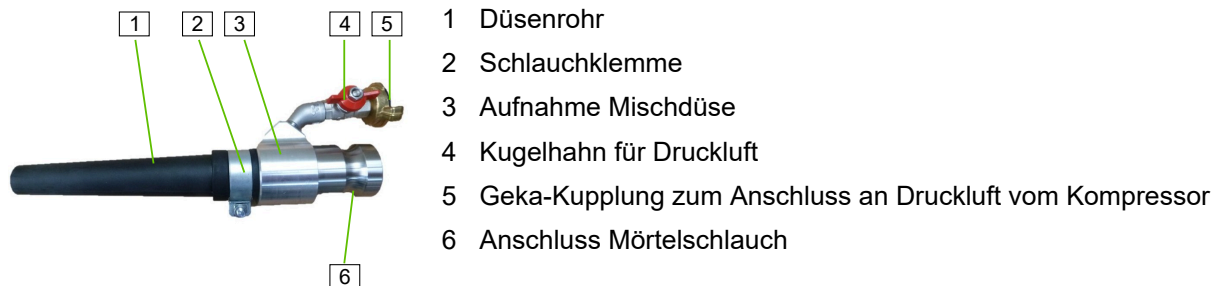 1 2 3 4 5
6
1 Düsenrohr
2 Schlauchklemme
3 Aufnahme Mischdüse
4 Kugelhahn für Druckluft
5 Geka-Kupplung zum Anschluss an Druckluft vom Kompressor
6 Anschluss Mörtelschlauch